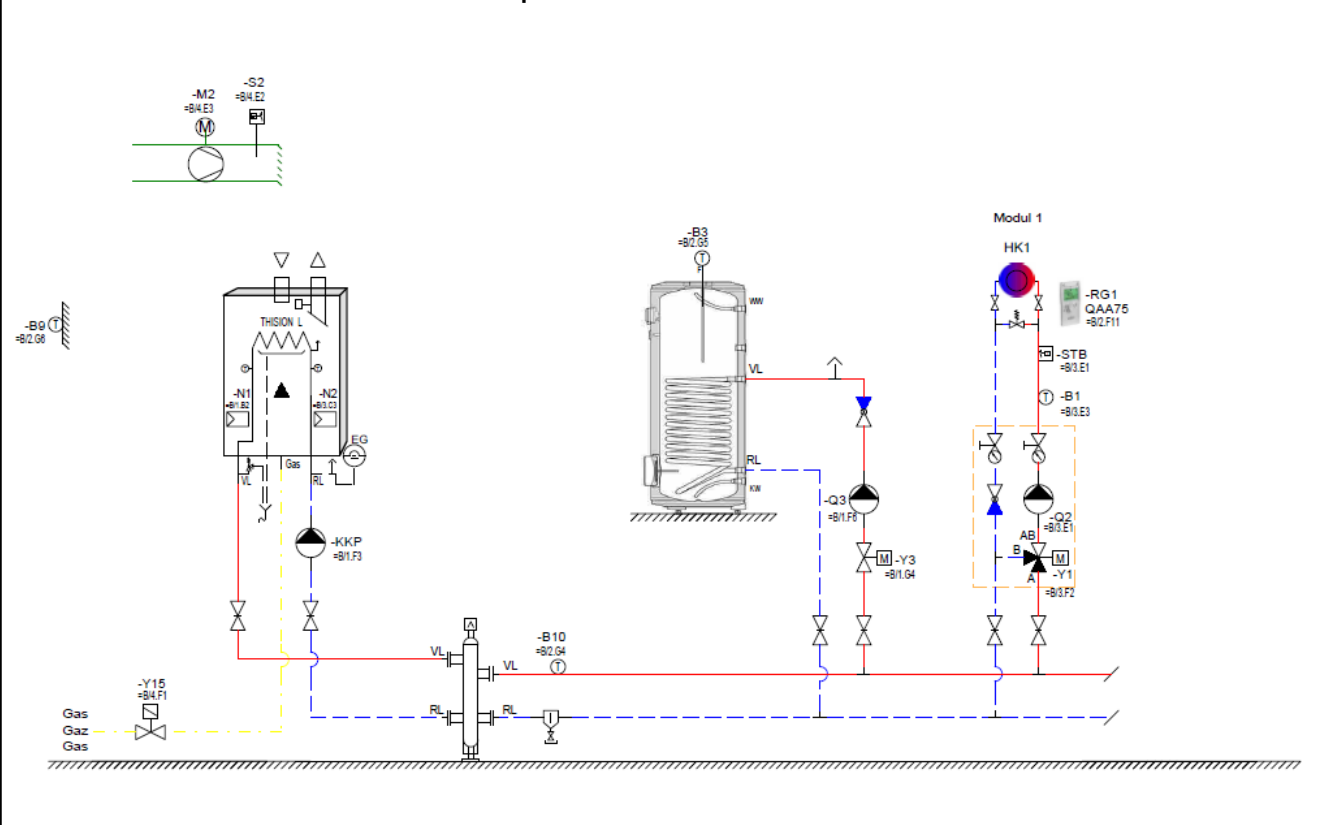 -S2
=B/4.E2
-M2
=B/4.E3
M
Modul 1
HK1
-B3
=B/2.G5
T
F
WW
-RG1
QAA75
=B/2.F11
-B9
T
=B/2.G6
THISION L
-STB
=B/3.E1
VL
-N1
=B/1.B2
-N2
=B/3.C3
T
-B1
=B/3.E3
EG
Gas
VL
RL
RL
KW
-Q3
=B/1.F6
-Q2
=B/3.E1
-KKP
=B/1.F3
AB
B
M
-Y3
=B/1.G4
M
A
-Y1
=B/3.F2
A
-B10
=B/2.G4
T
VL
VL
-Y15
=B/4.F1
RL
RL
Gas
Gaz
Gas